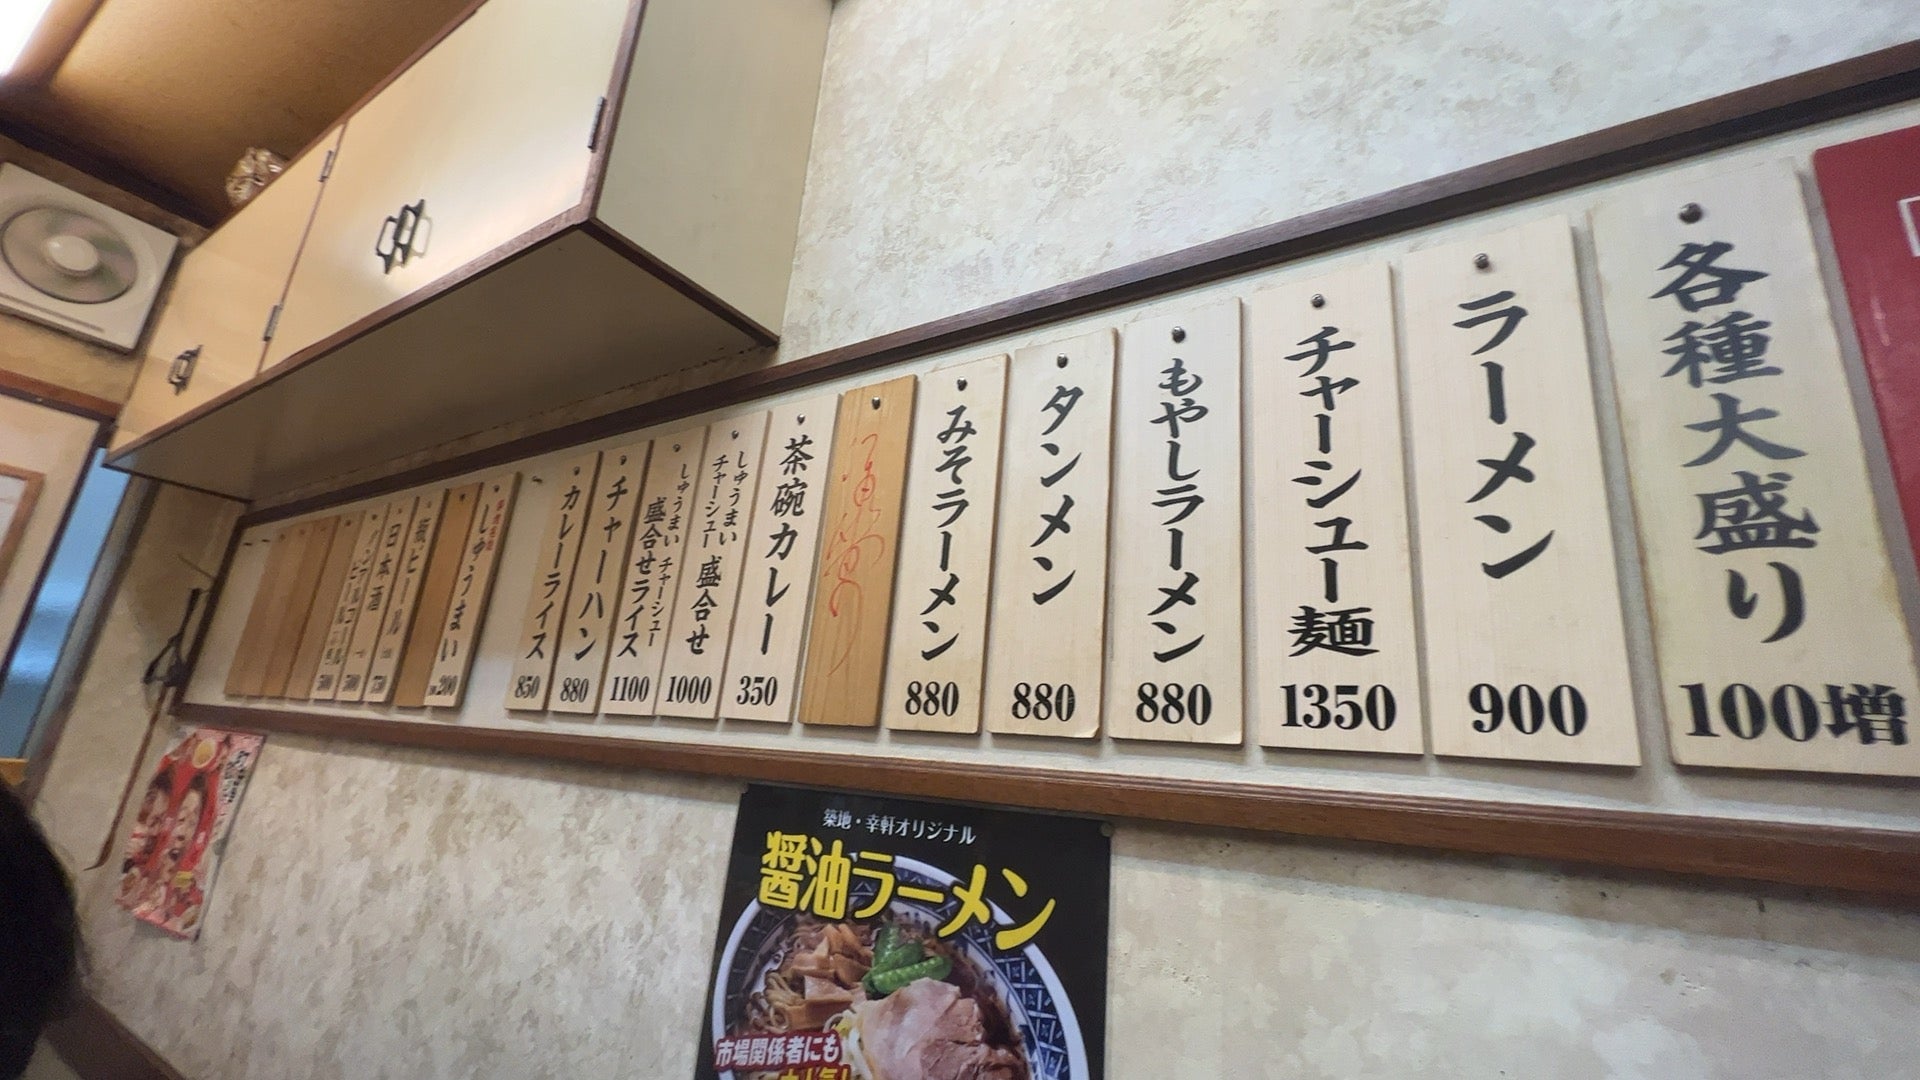 各種大盛り 100増
ラーメン 900
チャーシュー麺 1350
もやしラーメン 880
タンメン 880
みそラーメン 880
茶碗カレー 350
しゅうまい
チャーシュー 盛合せ 1000
しゅうまい チャーシュー
盛合せライス 1100
チャーハン 880
カレーライス 850
しゅうまい 200
瓶ビール
日本酒
築地・幸軒オリジナル
醤油ラーメン
市場関係者にも